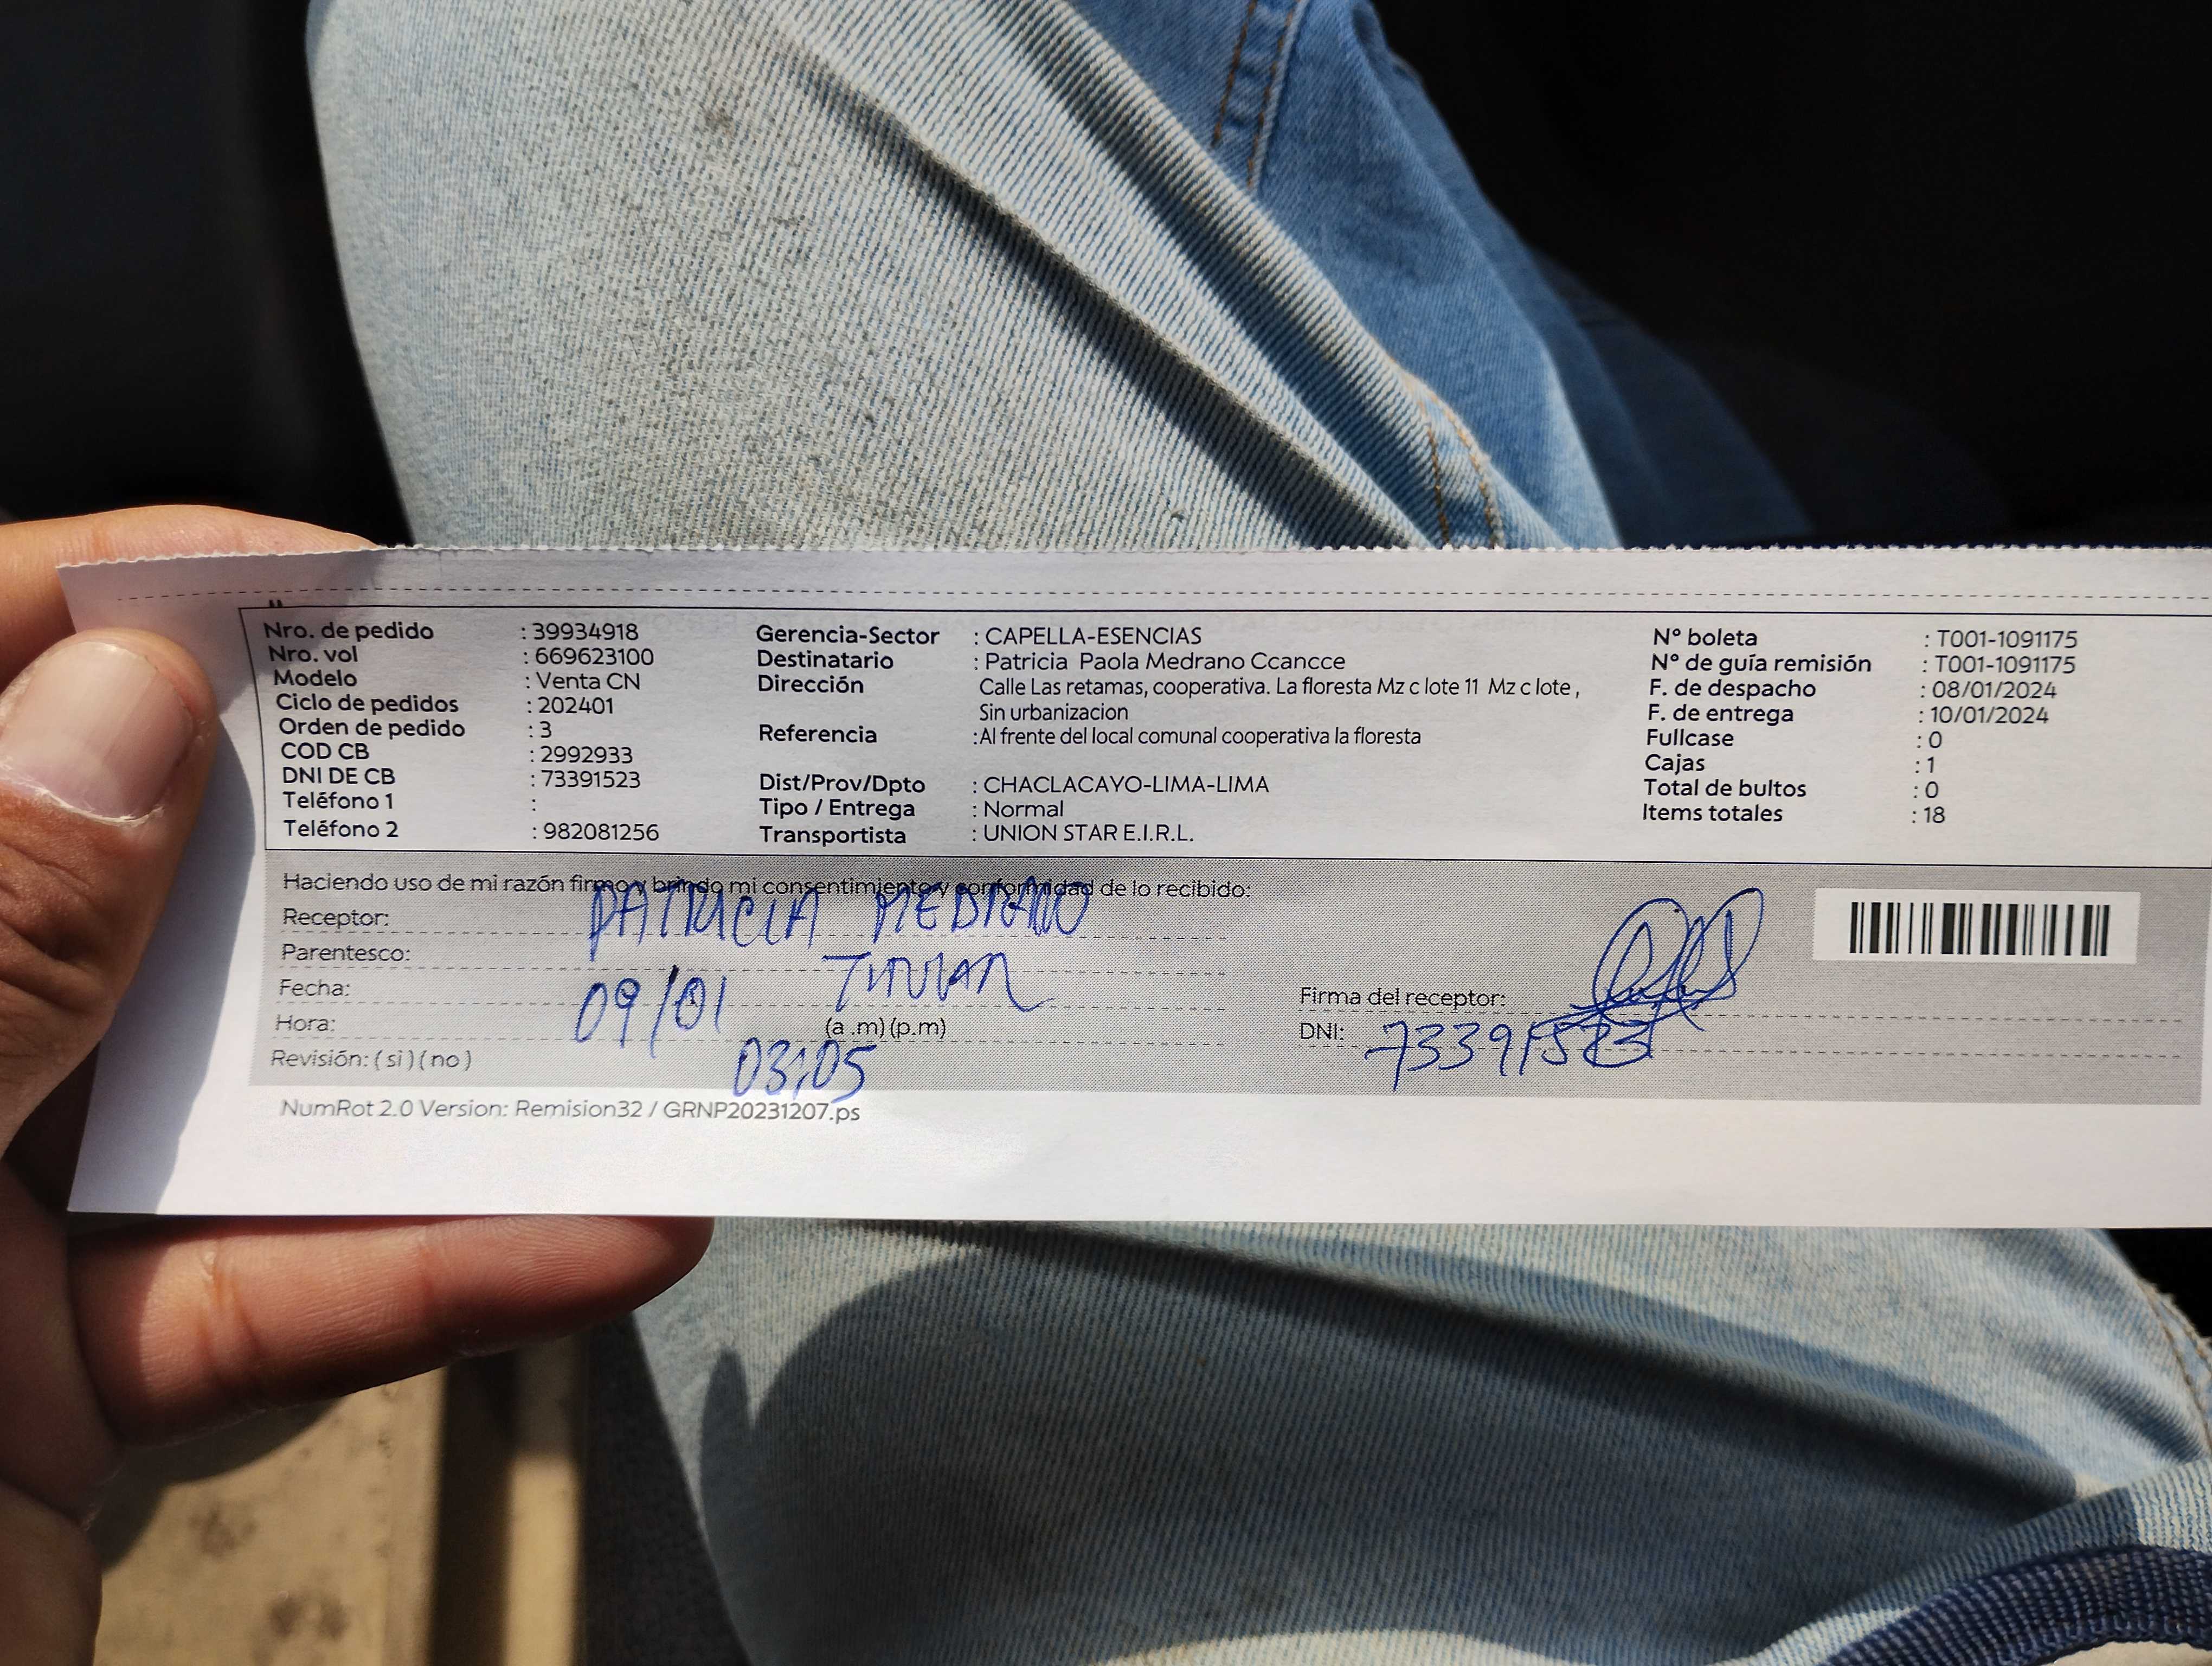 Nro. de pedido : 39934918
Nro. vol : 669623100
Modelo : Venta CN
Ciclo de pedidos : 202401
Orden de pedido : 3
COD CB : 2992933
DNI DE CB : 73391523
Teléfono 1 :
Teléfono 2 : 982081256
Gerencia-Sector : CAPELLA-ESENCIAS
Destinatario : Patricia Paola Medrano Ccancce
Dirección Calle Las retamas, cooperativa. La floresta Mz c lote 11 Mz c lote ,
Sin urbanizacion
Referencia :Al frente del local comunal cooperativa la floresta
Dist/Prov/Dpto : CHACLACAYO-LIMA-LIMA
Tipo / Entrega : Normal
Transportista : UNION STAR E.I.R.L.
N° boleta : T001-1091175
N° de guía remisión : T001-1091175
F. de despacho : 08/01/2024
F. de entrega : 10/01/2024
Fullcase : 0
Cajas : 1
Total de bultos : 0
Items totales : 18
Haciendo uso de mi razón firmo y brindo mi consentimiento y conformidad de lo recibido:
Receptor: PATRICIA MEDRANO
Parentesco: TITULAR
Fecha: 09/01
Hora: (a .m) (p.m)
03:05
Revisión: ( si ) ( no )
Firma del receptor:
DNI: 73391523
NumRot 2.0 Version: Remision32 / GRNP20231207.ps